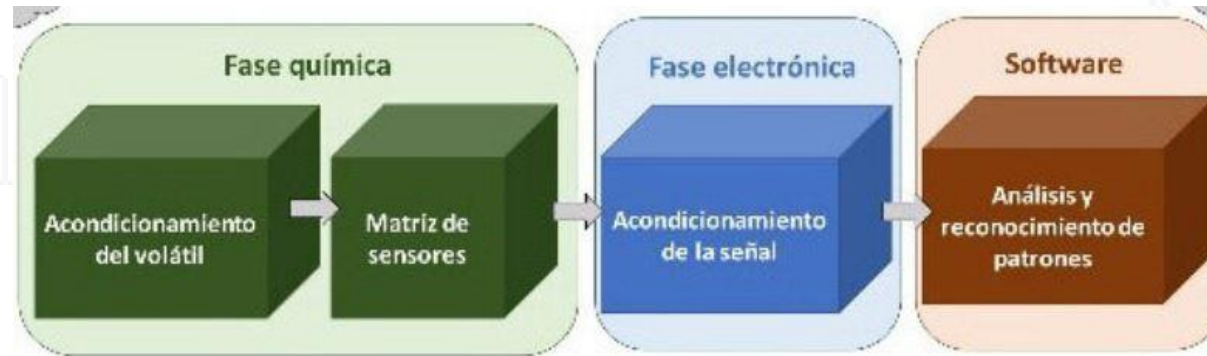 Fase química
Acondicionamiento
del volátil
Matriz de
sensores
Fase electrónica
Acondicionamiento
de la señal
Software
Análisis y
reconocimiento de
patrones